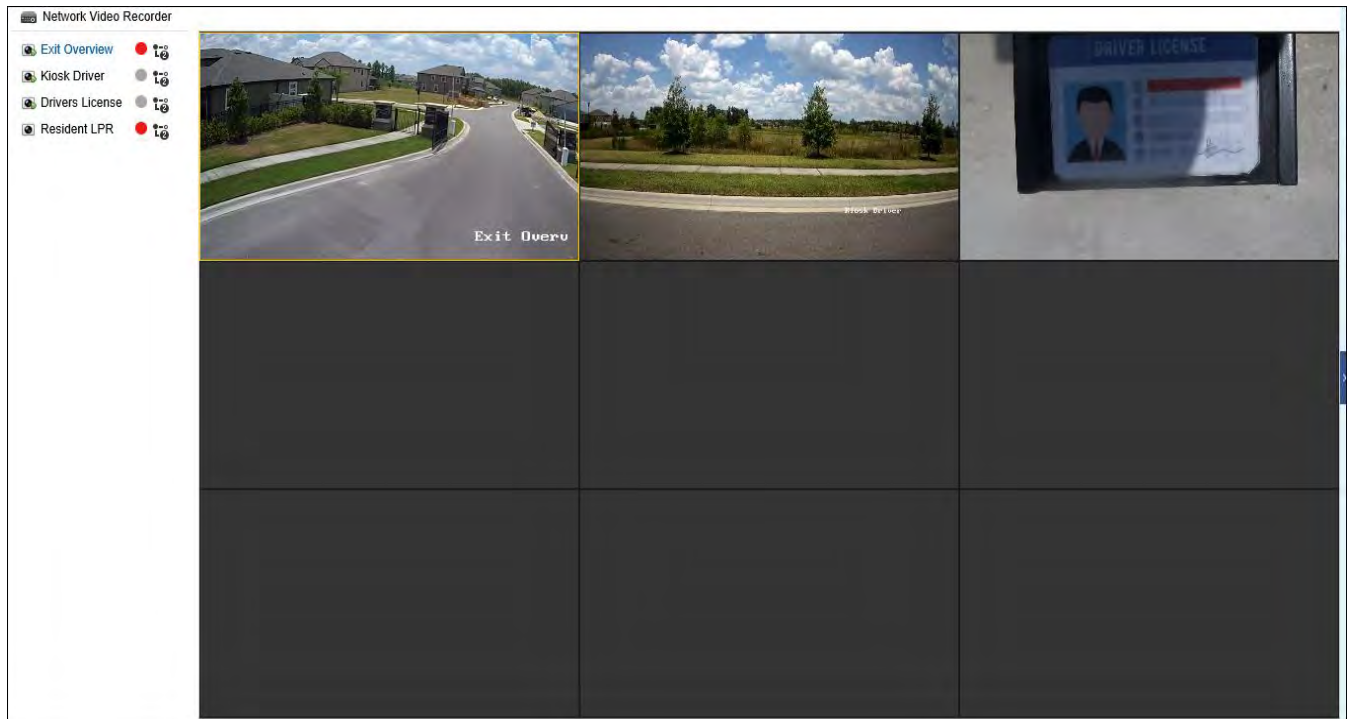 Network Video Recorder
Exit Overview
Kiosk Driver
Drivers License
Resident LPR
Exit Overv
Kiosk Driver
DRIVER LICENSE